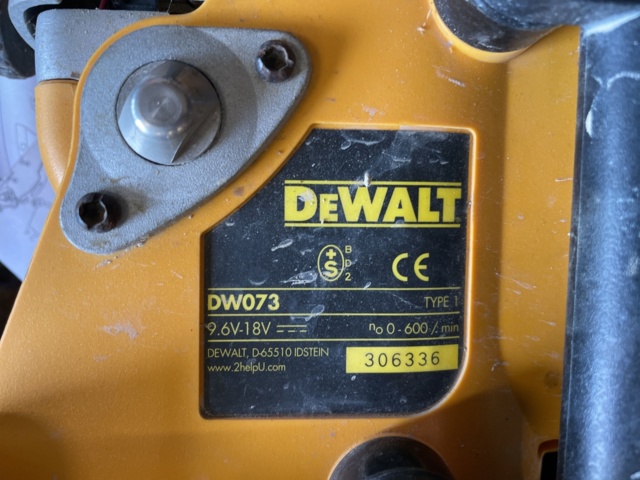 DEWALT
+S
B
D
2
CE
DW073 TYPE 1
9.6V-18V n₀ 0 - 600 /. min
DEWALT, D-65510 IDSTEIN
www.2helpU.com 306336